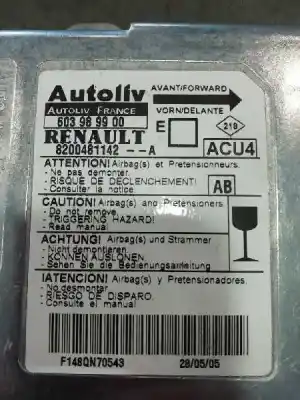 Autoliv
AVANT/FORWARD
AUTOLIV FRANCE
VORN/DELANTE
603 98 99 00
E
218
RENAULT
8200481142 --A
ACU4
ATTENTION! Airbag(s) et Pretensionneurs.
- Ne pas demonter.
- RISQUE DE DECLENCHEMENT!
- Consulter la notice.
AB
CAUTION! Airbag(s) and Pretensioners
- Do not remove.
- TRIGGERING HAZARD!
- Read manual
ACHTUNG! Airbag(s) und Strammer
- Nicht demontieren.
- KONNEN AUSLONEN.
- Sehen Sie die Bedienungsanleitung
!ATENCION! Airbag(s) y Pretensionadores.
- No desmontar.
- RIESGO DE DISPARO.
- Consulte el manual
F148QN70543
28/05/05